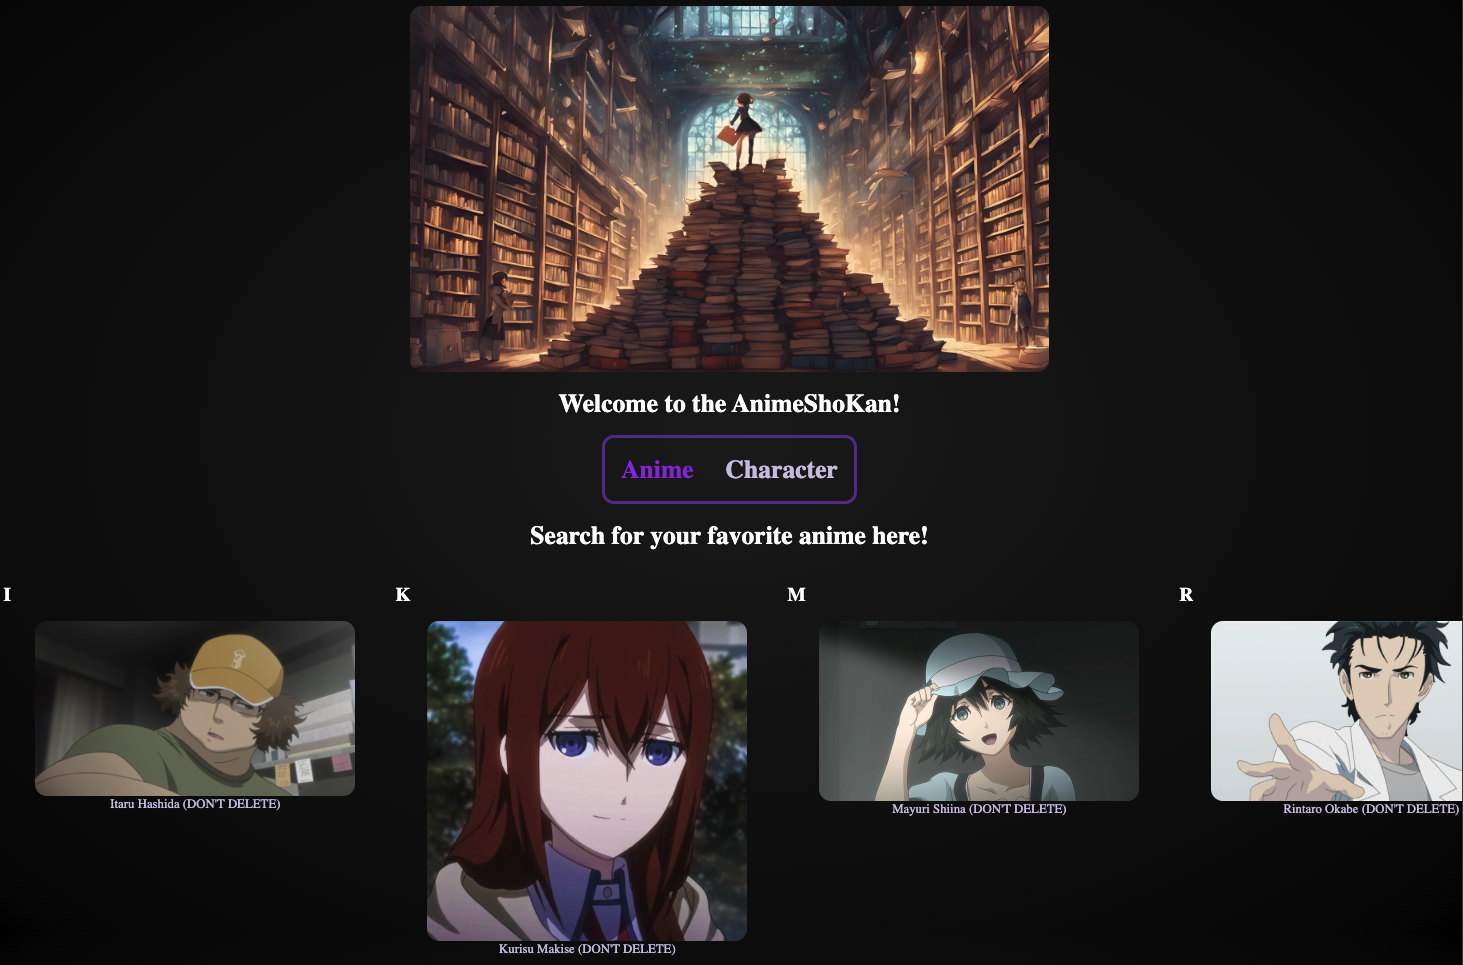 Welcome to the AnimeShoKan!
Anime Character
Search for your favorite anime here!
I K M R
Itaru Hashida (DON'T DELETE)
Kurisu Makise (DON'T DELETE)
Mayuri Shiina (DON'T DELETE)
Rintaro Okabe (DON'T DELETE)